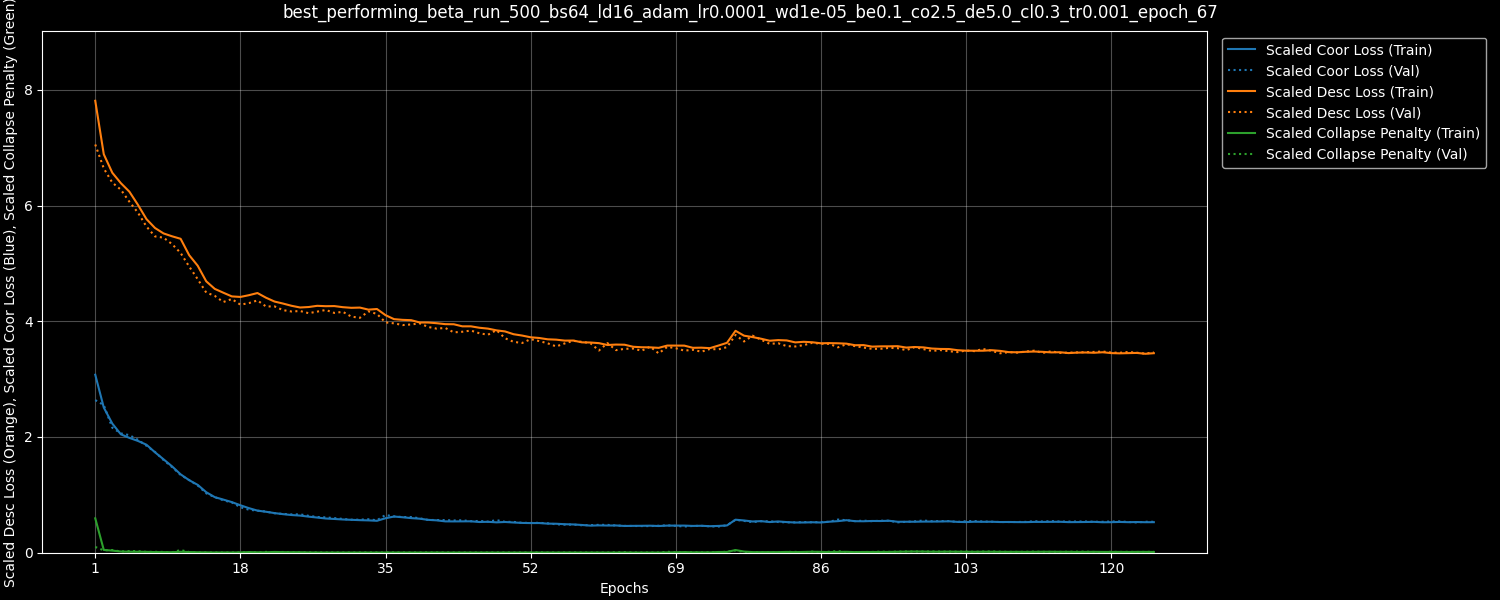 best_performing_beta_run_500_bs64_ld16_adam_lr0.0001_wd1e-05_be0.1_co2.5_de5.0_cl0.3_tr0.001_epoch_67
Scaled Desc Loss (Orange), Scaled Coor Loss (Blue), Scaled Collapse Penalty (Green)
8
6
4
2
0
1 18 35 52 69 86 103 120
Epochs
Scaled Coor Loss (Train)
Scaled Coor Loss (Val)
Scaled Desc Loss (Train)
Scaled Desc Loss (Val)
Scaled Collapse Penalty (Train)
Scaled Collapse Penalty (Val)